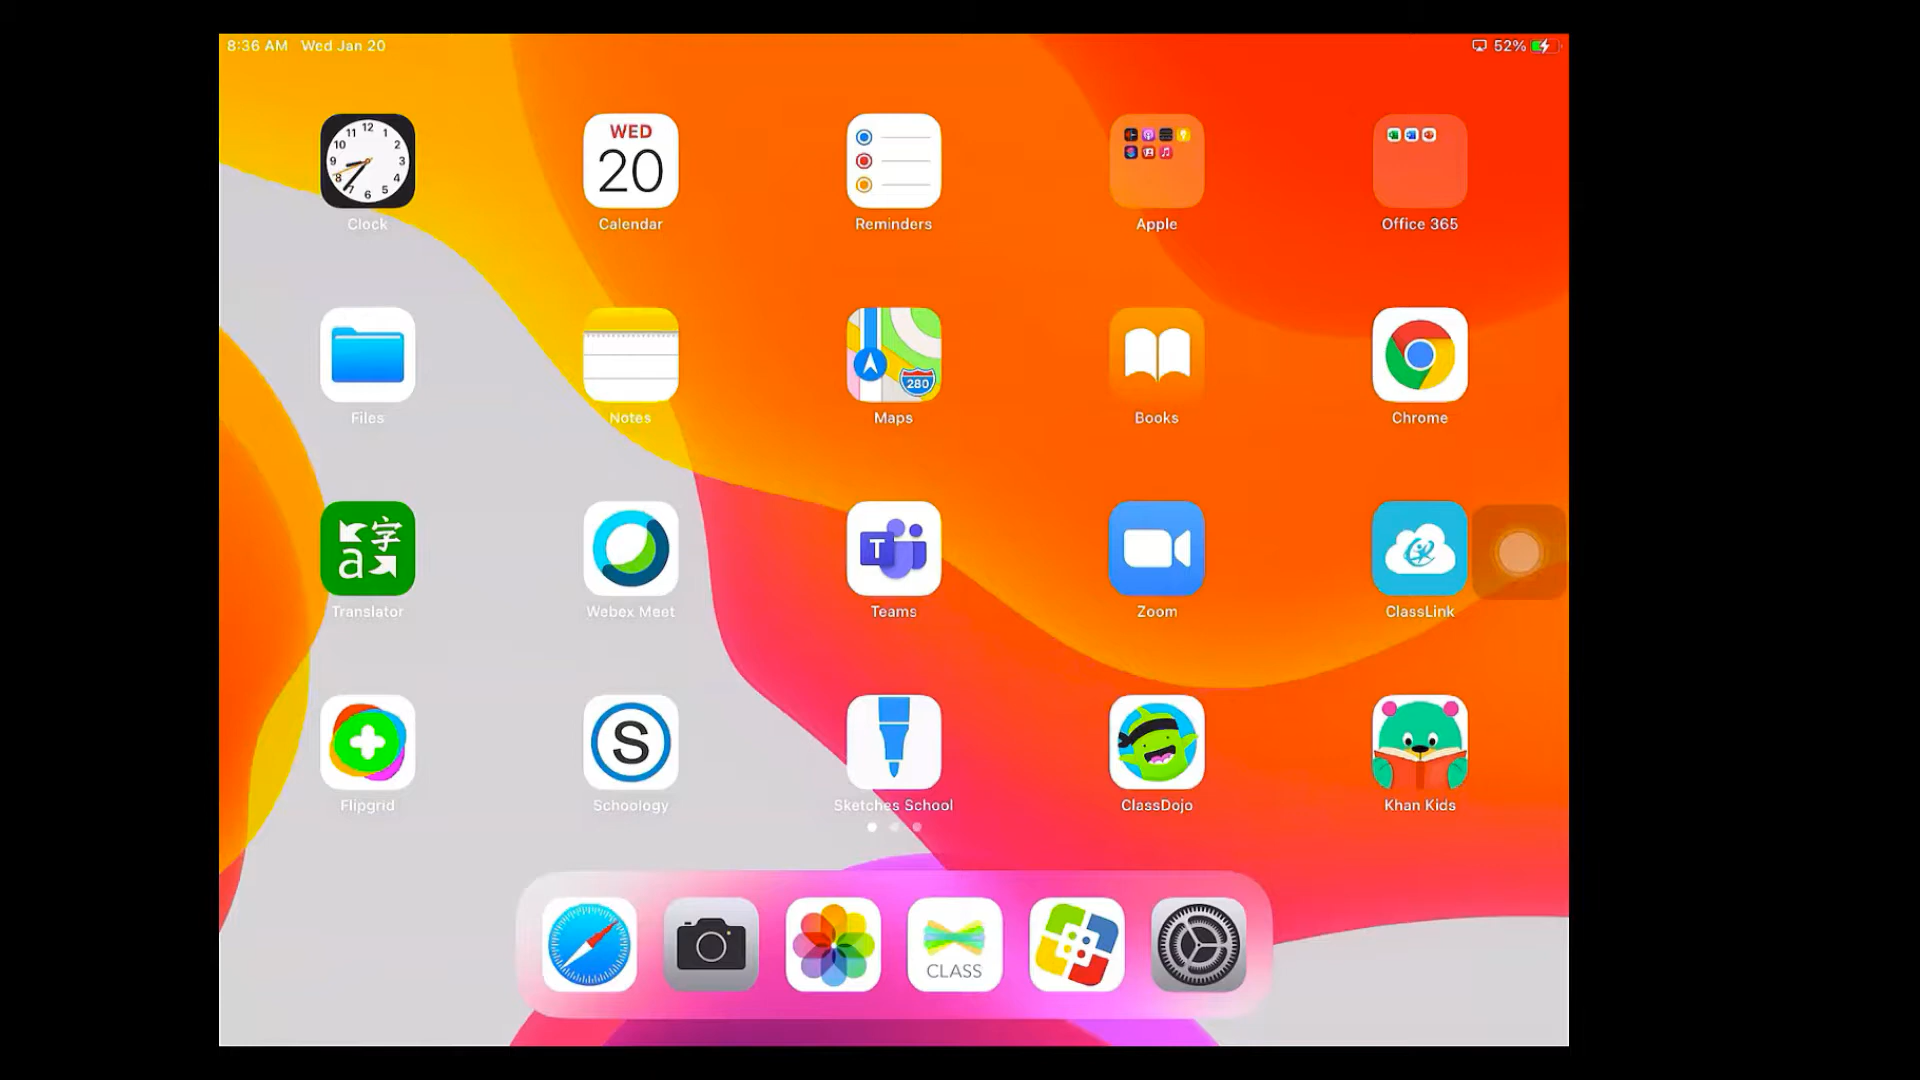 8:36 AM Wed Jan 20
52%
WED
20
Clock
Calendar
Reminders
Apple
Office 365
280
Files
Notes
Maps
Books
Chrome
字
a
T
Translator
Webex Meet
Teams
Zoom
ClassLink
S
Flipgrid
Schoology
Sketches School
ClassDojo
Khan Kids
CLASS